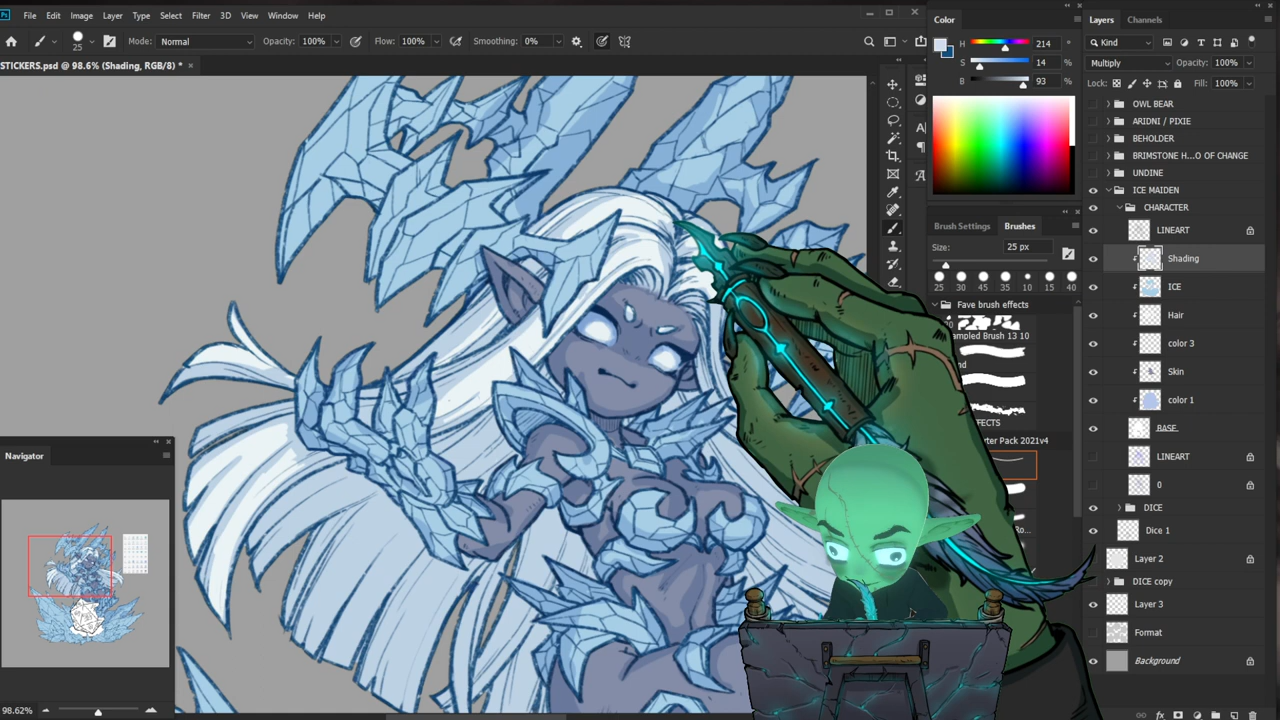 Ps File Edit Image Layer Type Select Filter 3D View Window Help
25 Mode: Normal Opacity: 100% Flow: 100% Smoothing: 0%
STICKERS.psd @ 98.6% (Shading, RGB/8) *
Color
H 214 °
S 14 %
B 93 %
Brush Settings Brushes
Size: 25 px
25 30 45 35 10 15 40
Fave brush effects
ampled Brush 13 10
Navigator
98.62%
Layers Channels
Kind
Multiply Opacity: 100%
Lock: Fill: 100%
OWL BEAR
ARIDNI / PIXIE
BEHOLDER
BRIMSTONE H...O OF CHANGE
UNDINE
ICE MAIDEN
CHARACTER
LINEART
Shading
ICE
Hair
color 3
Skin
color 1
BASE
LINEART
0
DICE
Dice 1
Layer 2
DICE copy
Layer 3
Format
Background
fx